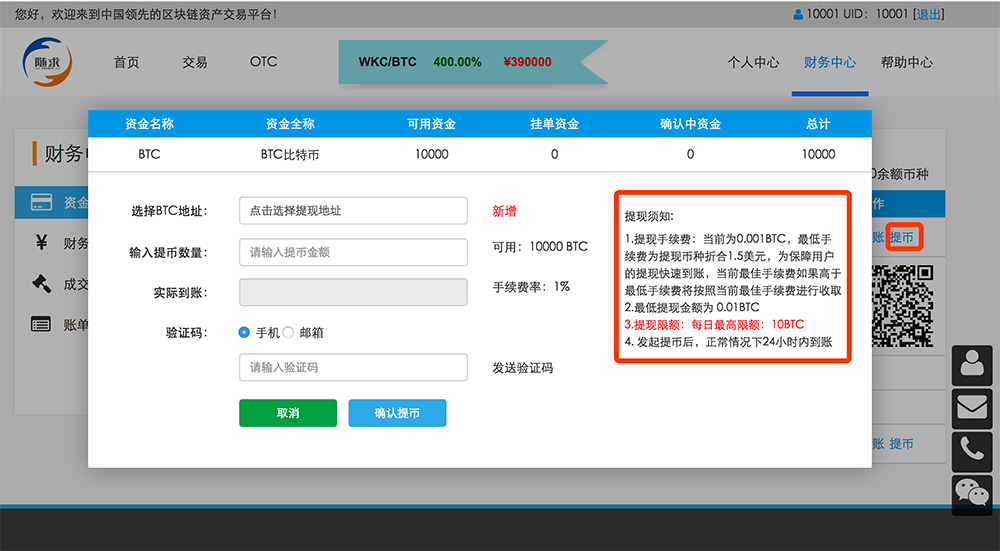 您好，欢迎来到中国领先的区块链资产交易平台！
10001 UID：10001 [退出]
随求
首页
交易
OTC
WKC/BTC 400.00% ¥390000
个人中心
财务中心
帮助中心
资金名称 资金全称 可用资金 挂单资金 确认中资金 总计
BTC BTC比特币 10000 0 0 10000
财务
0余额币种
资金
作
财务
账 提币
成交
账单
账 提币
选择BTC地址：
点击选择提现地址
新增
输入提币数量：
请输入提币金额
可用：10000 BTC
实际到账：
手续费率：1%
验证码：
手机
邮箱
请输入验证码
发送验证码
取消
确认提币
提现须知:
1.提现手续费：当前为0.001BTC，最低手
续费为提现币种折合1.5美元，为保障用户
的提现快速到账，当前最佳手续费如果高于
最低手续费将按照当前最佳手续费进行收取
2.最低提现金额为 0.01BTC
3.提现限额：每日最高限额：10BTC
4. 发起提币后，正常情况下24小时内到账